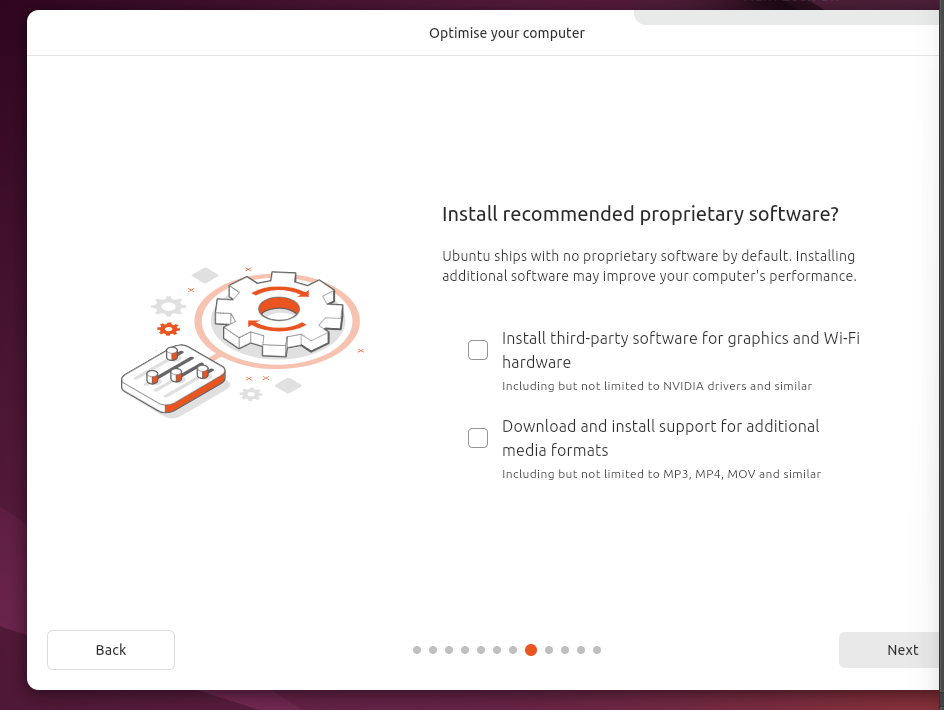 Optimise your computer
Install recommended proprietary software?
Ubuntu ships with no proprietary software by default. Installing
additional software may improve your computer's performance.
Install third-party software for graphics and Wi-Fi
hardware
Including but not limited to NVIDIA drivers and similar
Download and install support for additional
media formats
Including but not limited to MP3, MP4, MOV and similar
Back
Next